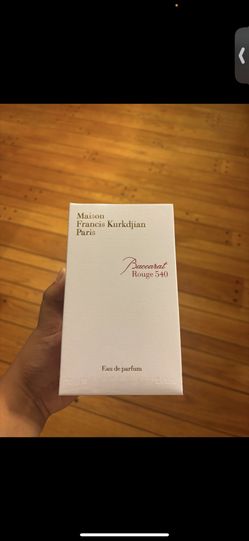 Maison
Francis Kurkdjian
Paris
Baccarat
Rouge 540
Eau de parfum